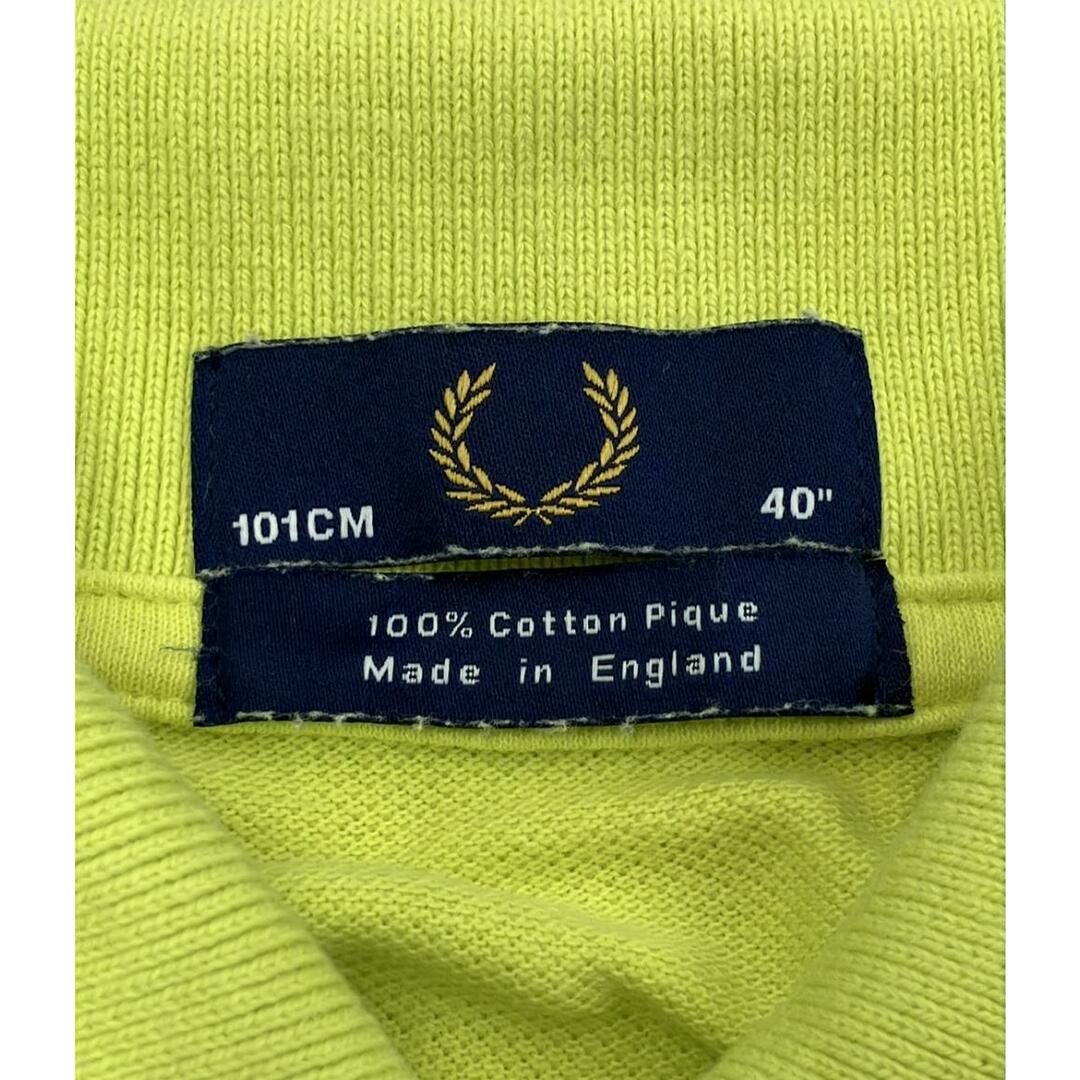 101CM 40"
100% Cotton Pique
Made in England